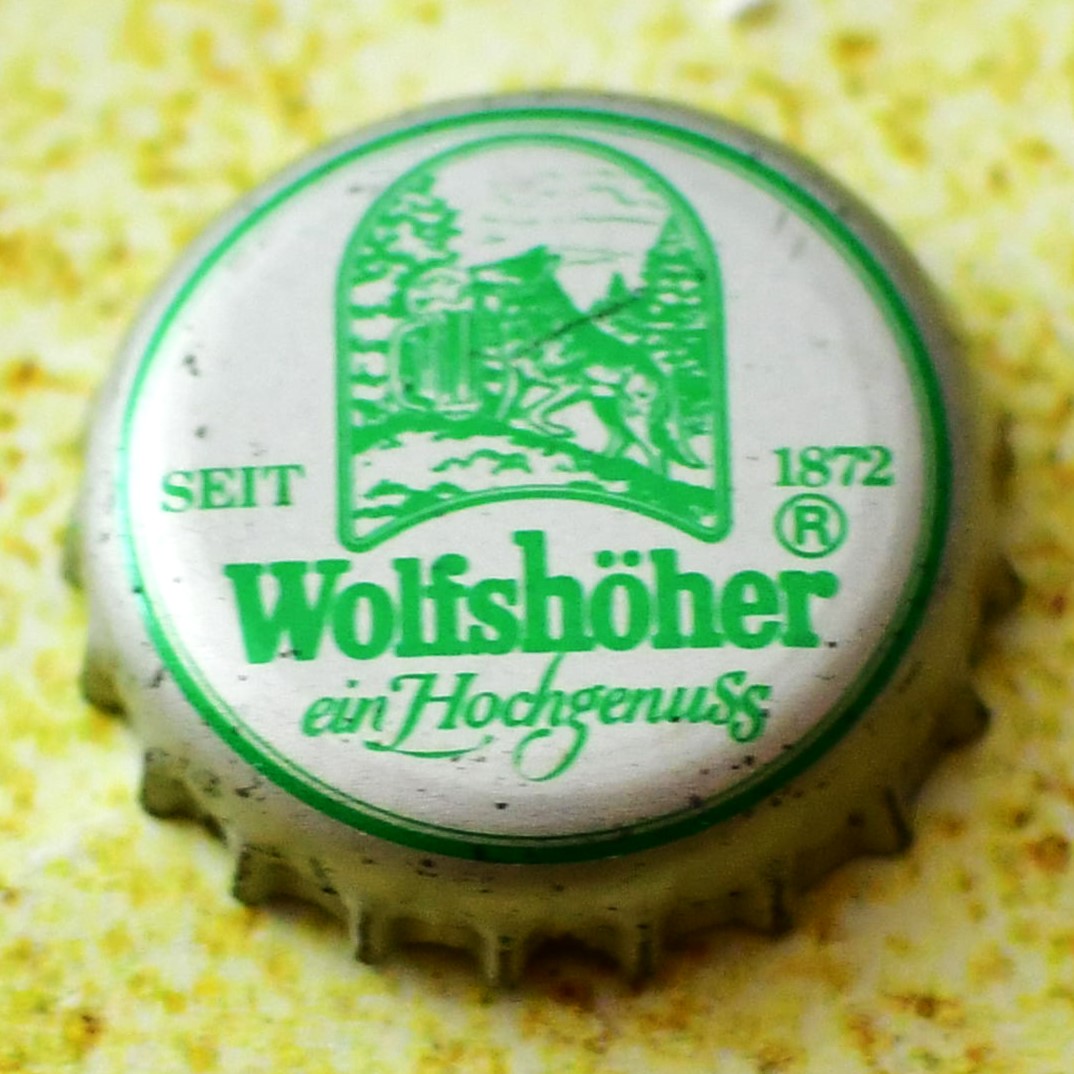 SEIT 1872
®
Wolfshöher
ein Hochgenuss